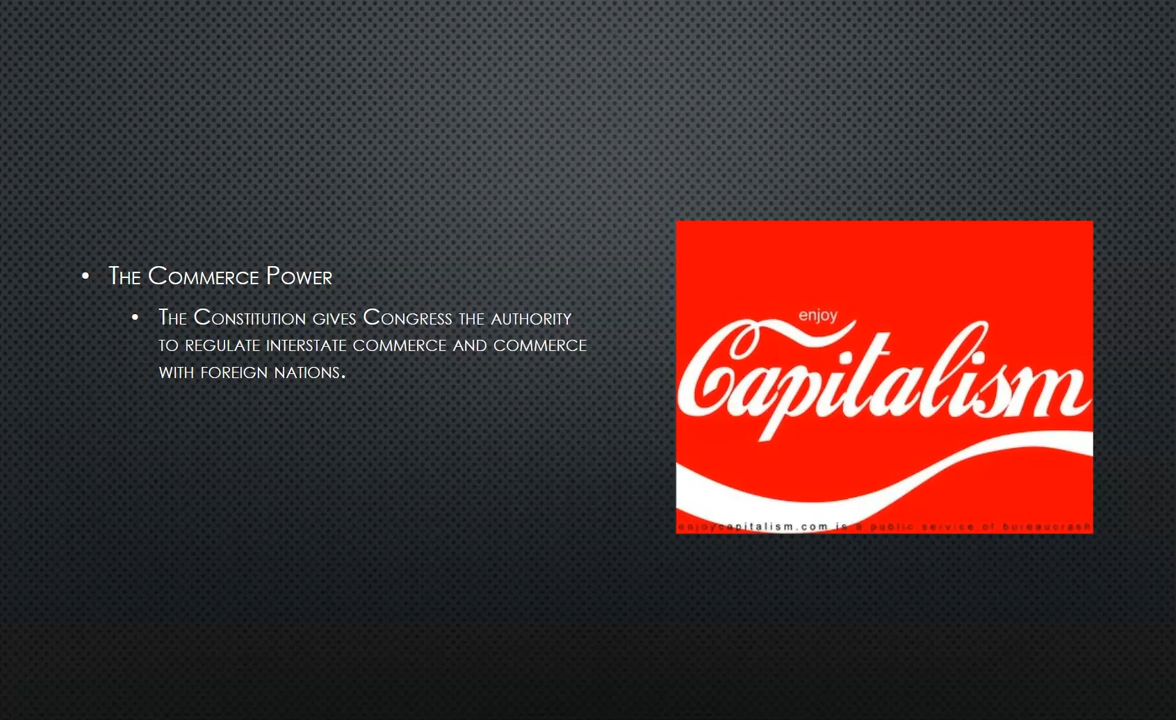 • The Commerce Power
• The Constitution gives Congress the authority
to regulate interstate commerce and commerce
with foreign nations.
enjoy
Capitalism
enjoycapitalism.com is a public service of bureaucrash